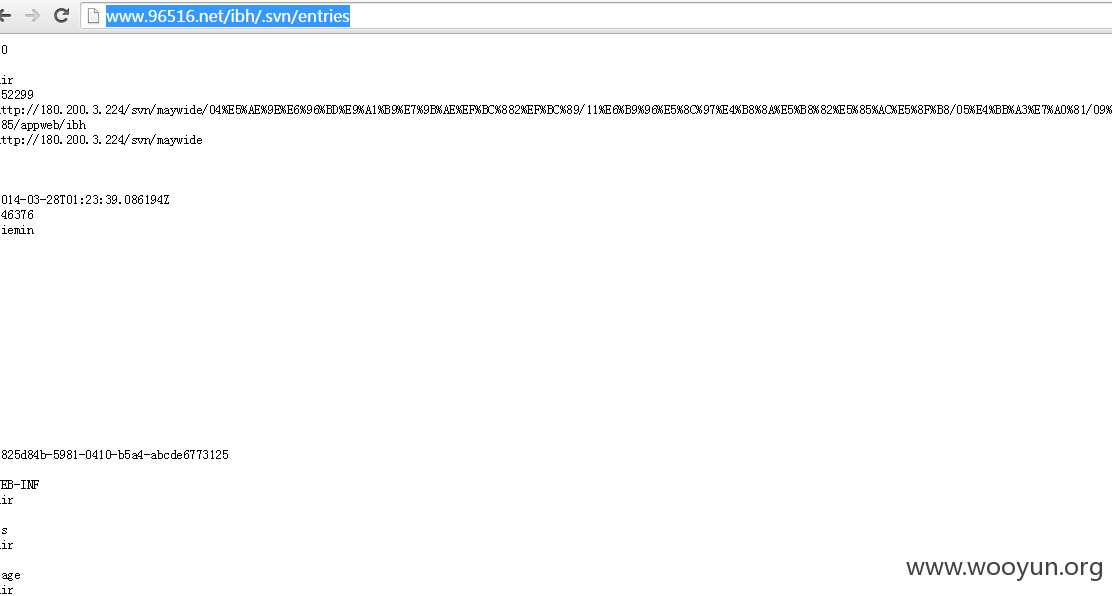 www.96516.net/ibh/.svn/entries
0
ir
52299
ttp://180.200.3.224/svn/maywide/04%E5%AE%9E%E6%96%BD%E9%A1%B9%E7%9B%AE%EF%BC%882%EF%BC%89/11%E6%B9%96%E5%8C%97%E4%B8%8A%E5%B8%82%E5%85%AC%E5%8F%B8/05%E4%BB%A3%E7%A0%81/09%
85/appweb/ibh
ttp://180.200.3.224/svn/maywide
014-03-28T01:23:39.086194Z
46376
iemin
825d84b-5981-0410-b5a4-abcde6773125
EB-INF
ir
s
ir
age
ir
www.wooyun.org